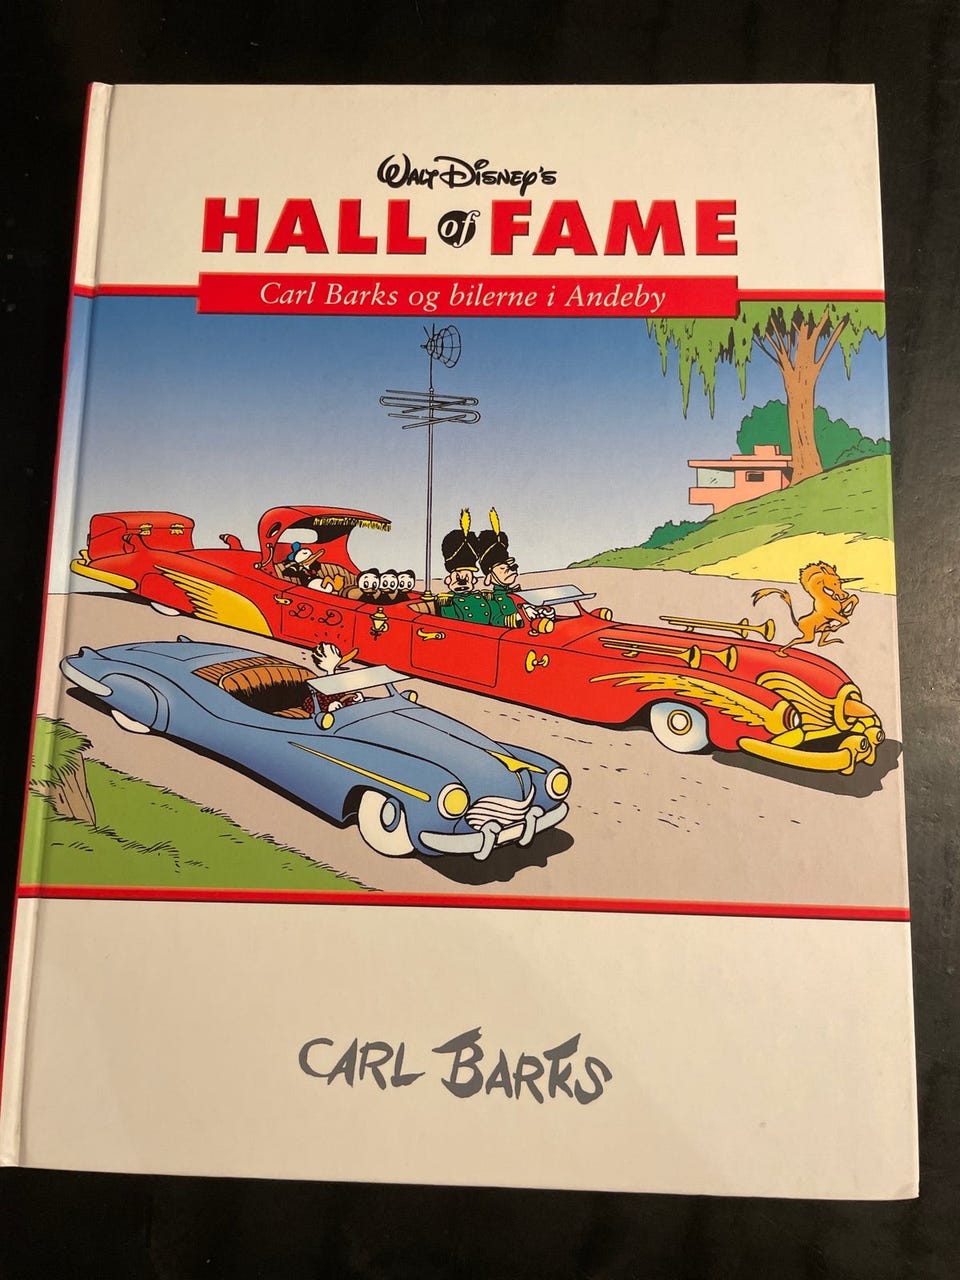 Walt Disney's
HALL of FAME
Carl Barks og bilerne i Andeby
D.D.
CARL BARKS